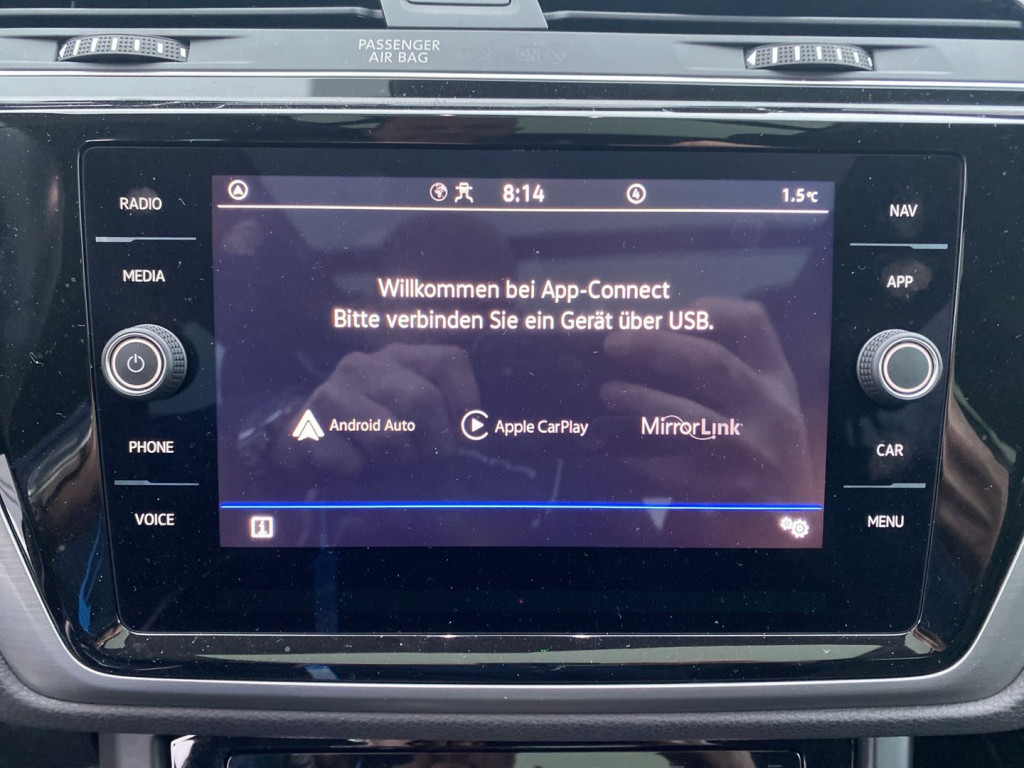 PASSENGER
AIR BAG
8:14
4
1.5°C
RADIO
NAV
MEDIA
APP
Willkommen bei App-Connect
Bitte verbinden Sie ein Gerät über USB.
Android Auto
Apple CarPlay
MirrorLink
PHONE
CAR
VOICE
MENU